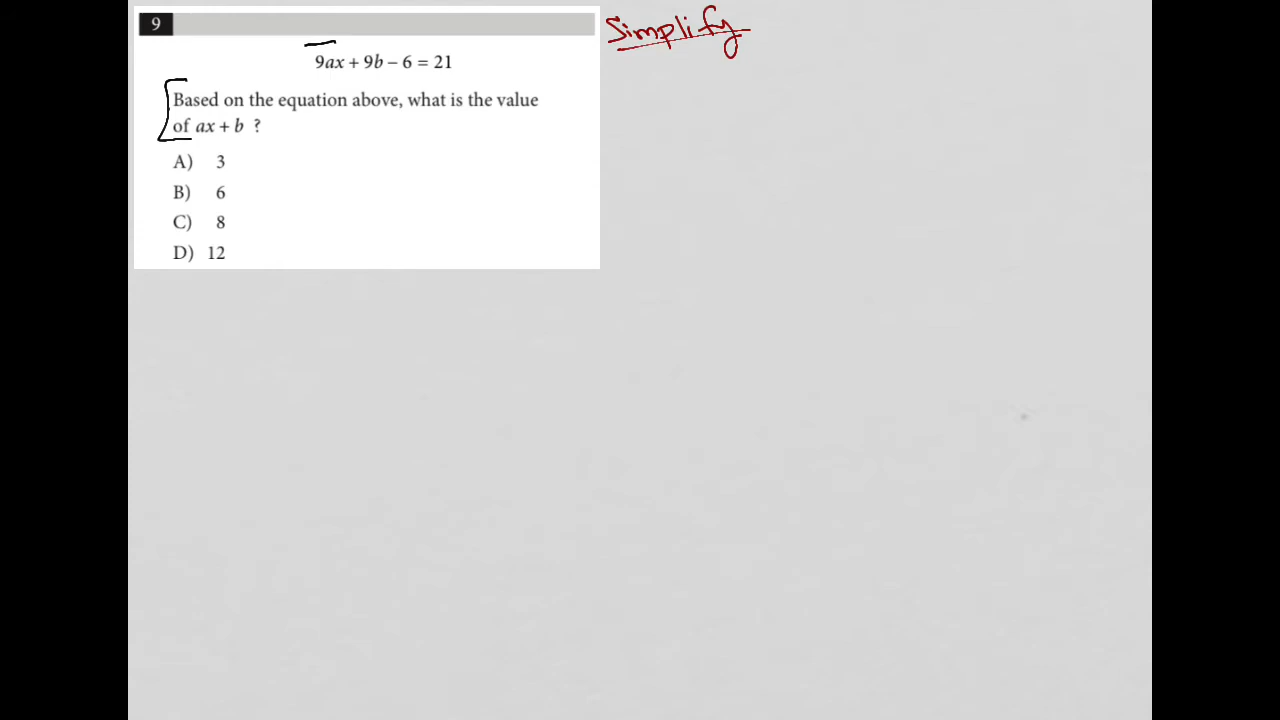 9
Simplify
9ax + 9b − 6 = 21
Based on the equation above, what is the value
of ax + b ?
A) 3
B) 6
C) 8
D) 12